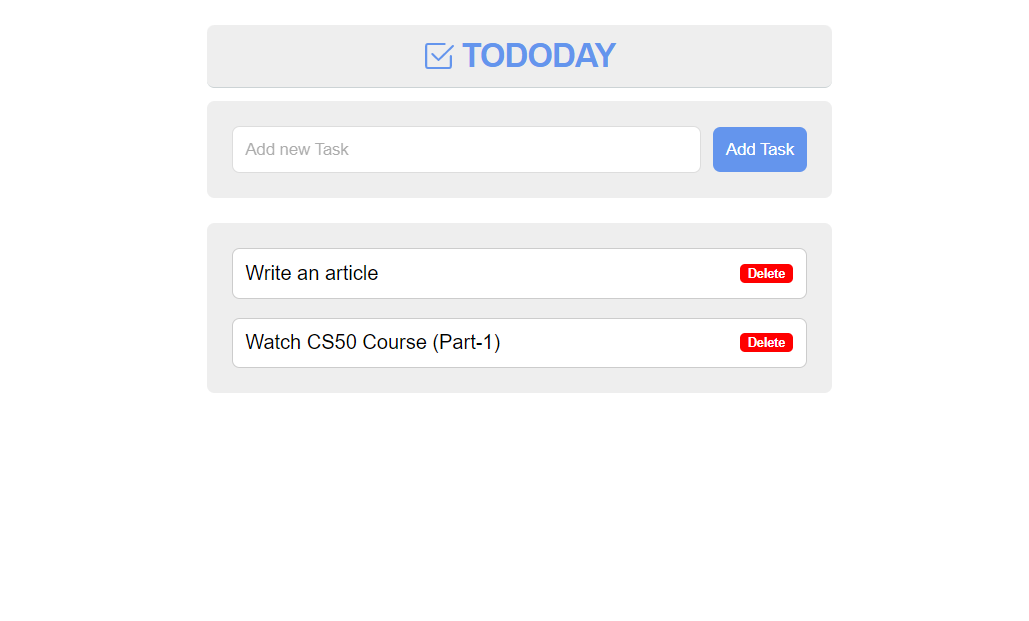 TODODAY
Add new Task
Add Task
Write an article
Delete
Watch CS50 Course (Part-1)
Delete